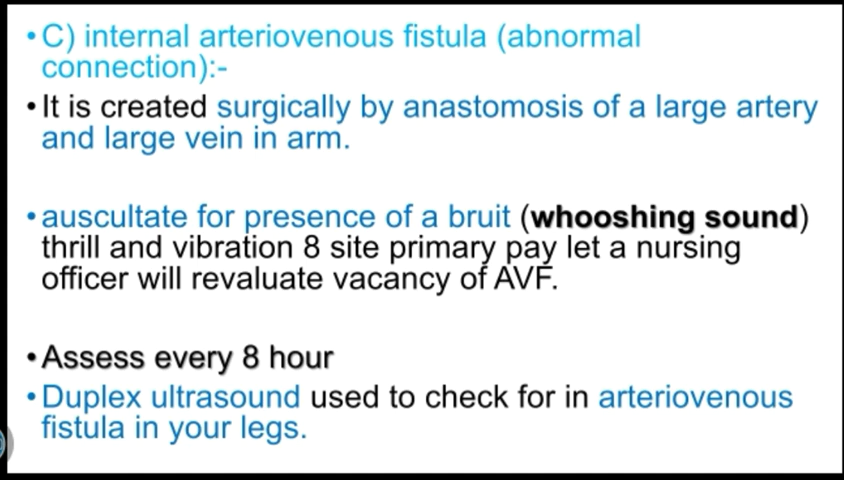 •C) internal arteriovenous fistula (abnormal
connection):-
•It is created surgically by anastomosis of a large artery
and large vein in arm.
•auscultate for presence of a bruit (whooshing sound)
thrill and vibration 8 site primary pay let a nursing
officer will revaluate vacancy of AVF.
•Assess every 8 hour
•Duplex ultrasound used to check for in arteriovenous
fistula in your legs.